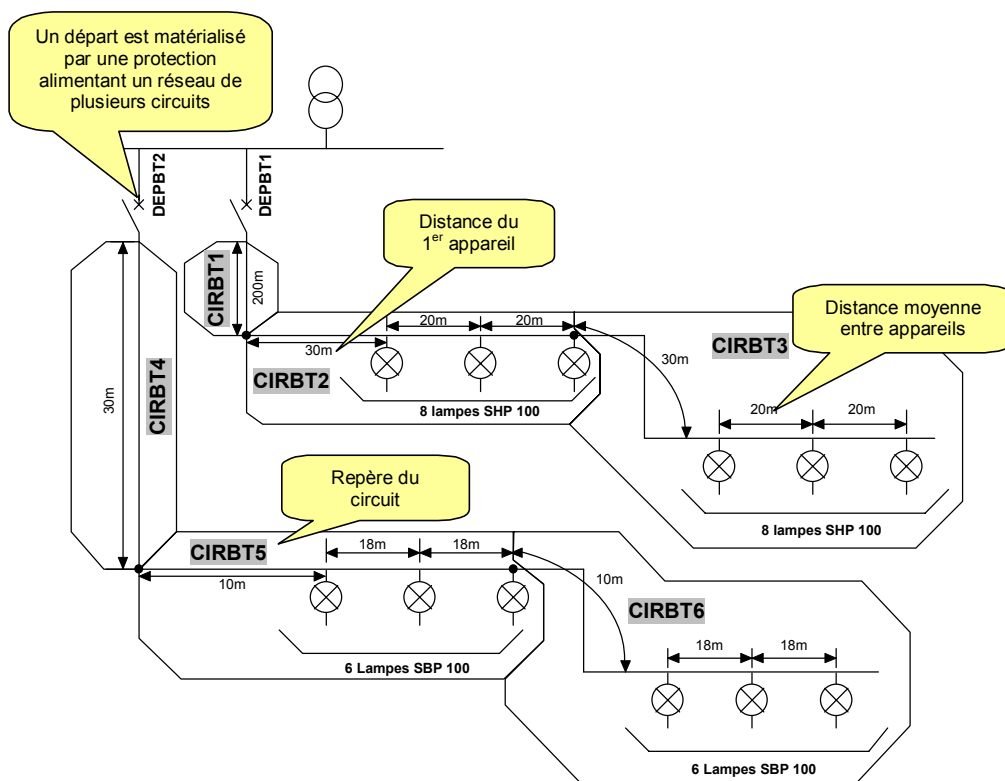 Un départ est matérialisé
par une protection
alimentant un réseau de
plusieurs circuits
DEPBT2
DEPBT1
Distance du
1er appareil
CIRBT1
200m
Distance moyenne
entre appareils
20m
20m
30m
CIRBT2
30m
CIRBT3
8 lampes SHP 100
20m
20m
8 lampes SHP 100
30m
CIRBT4
Repère du
circuit
CIRBT5
18m
18m
10m
10m
CIRBT6
6 Lampes SBP 100
18m
18m
6 Lampes SBP 100